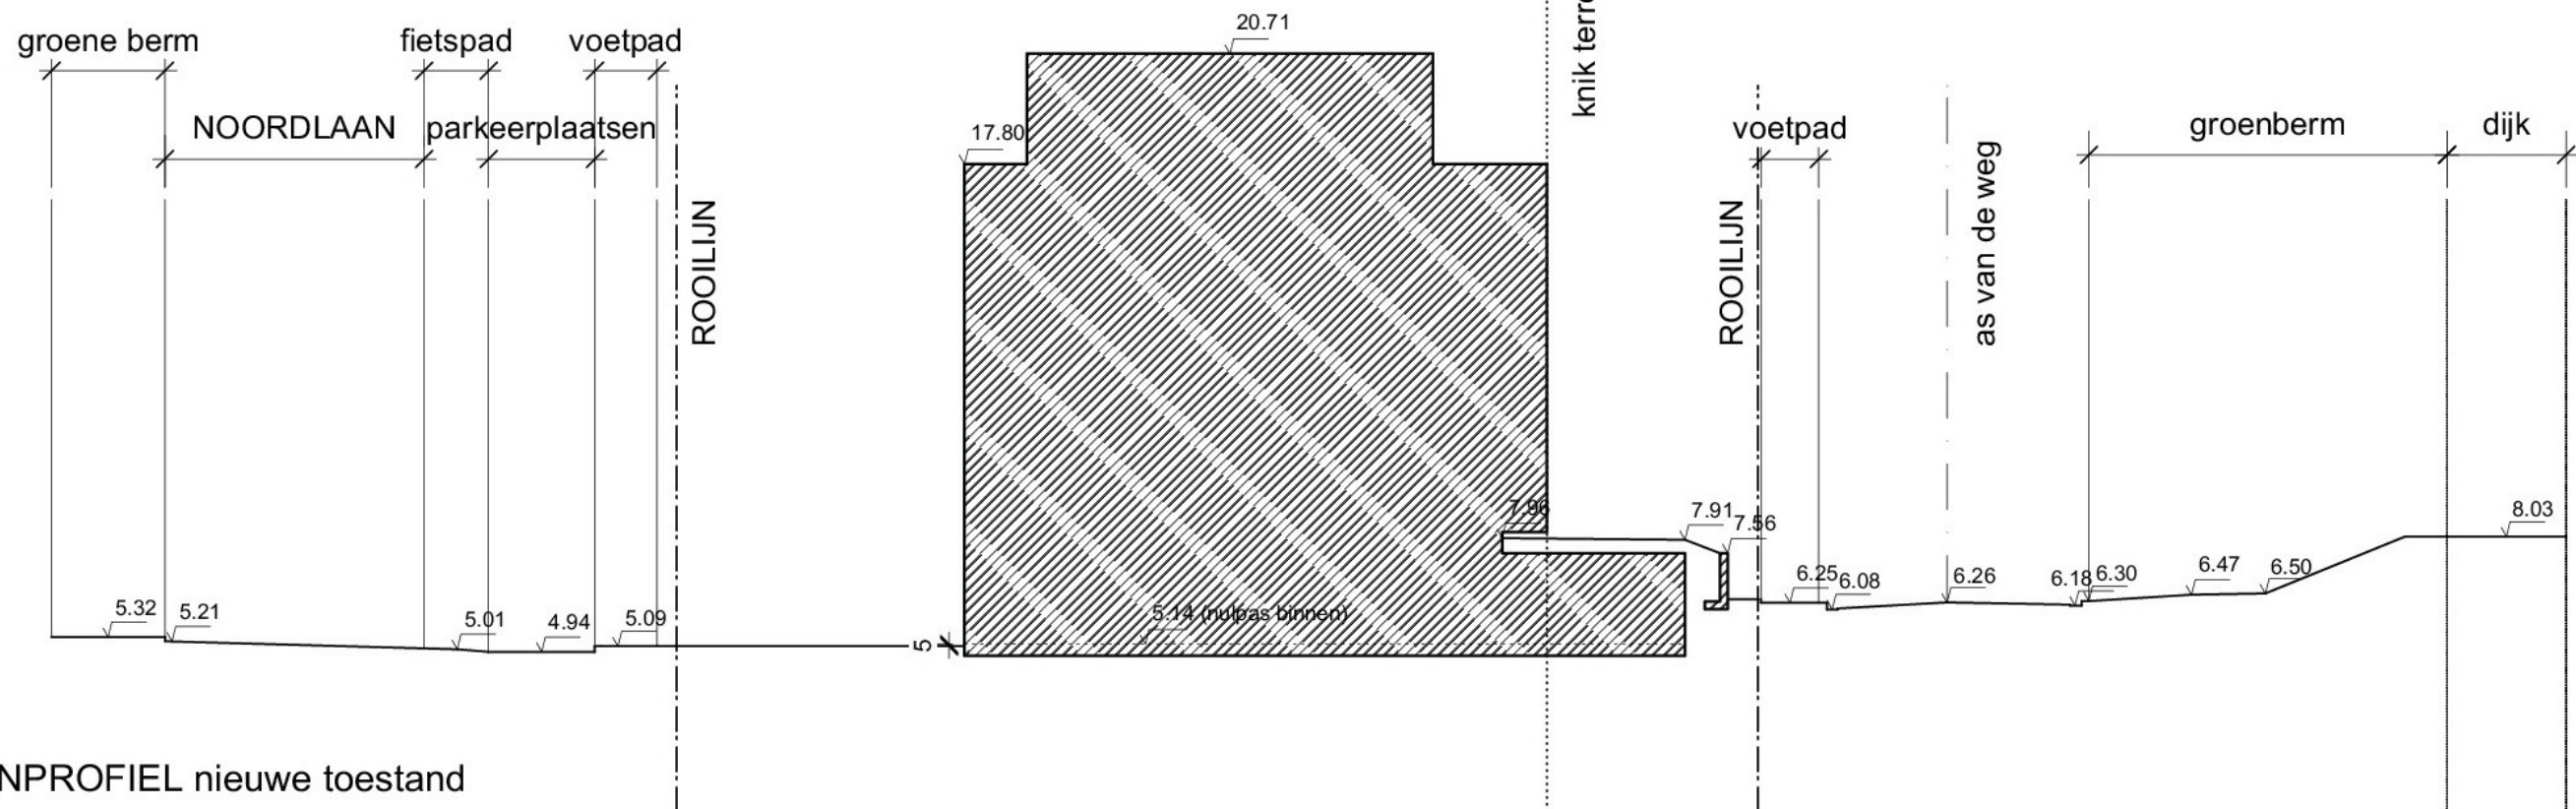 20.71
groene berm fietspad voetpad
knik terre
NOORDLAAN parkeerplaatsen
17.80
voetpad
groenberm dijk
ROOILIJN
ROOILIJN
as van de weg
7.96
7.91
7.56
8.03
6.25
6.08
6.26
6.18
6.30
6.47
6.50
5.32
5.21
5.01
4.94
5.09
5
5.14 (nulpas binnen)
NPROFIEL nieuwe toestand